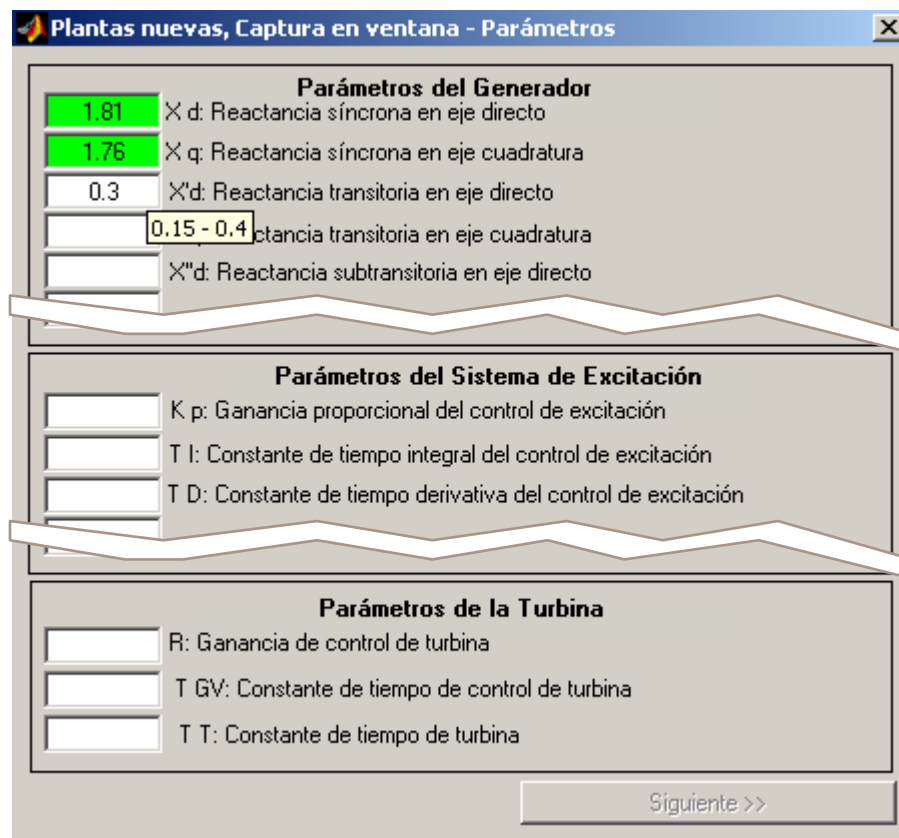 Plantas nuevas, Captura en ventana - Parámetros
Parámetros del Generador
1.81 X d: Reactancia síncrona en eje directo
1.76 X q: Reactancia síncrona en eje cuadratura
0.3 X'd: Reactancia transitoria en eje directo
0.15 - 0.4 ctancia transitoria en eje cuadratura
X"d: Reactancia subtransitoria en eje directo
Parámetros del Sistema de Excitación
K p: Ganancia proporcional del control de excitación
T I: Constante de tiempo integral del control de excitación
T D: Constante de tiempo derivativa del control de excitación
Parámetros de la Turbina
R: Ganancia de control de turbina
T GV: Constante de tiempo de control de turbina
T T: Constante de tiempo de turbina
Siguiente >>